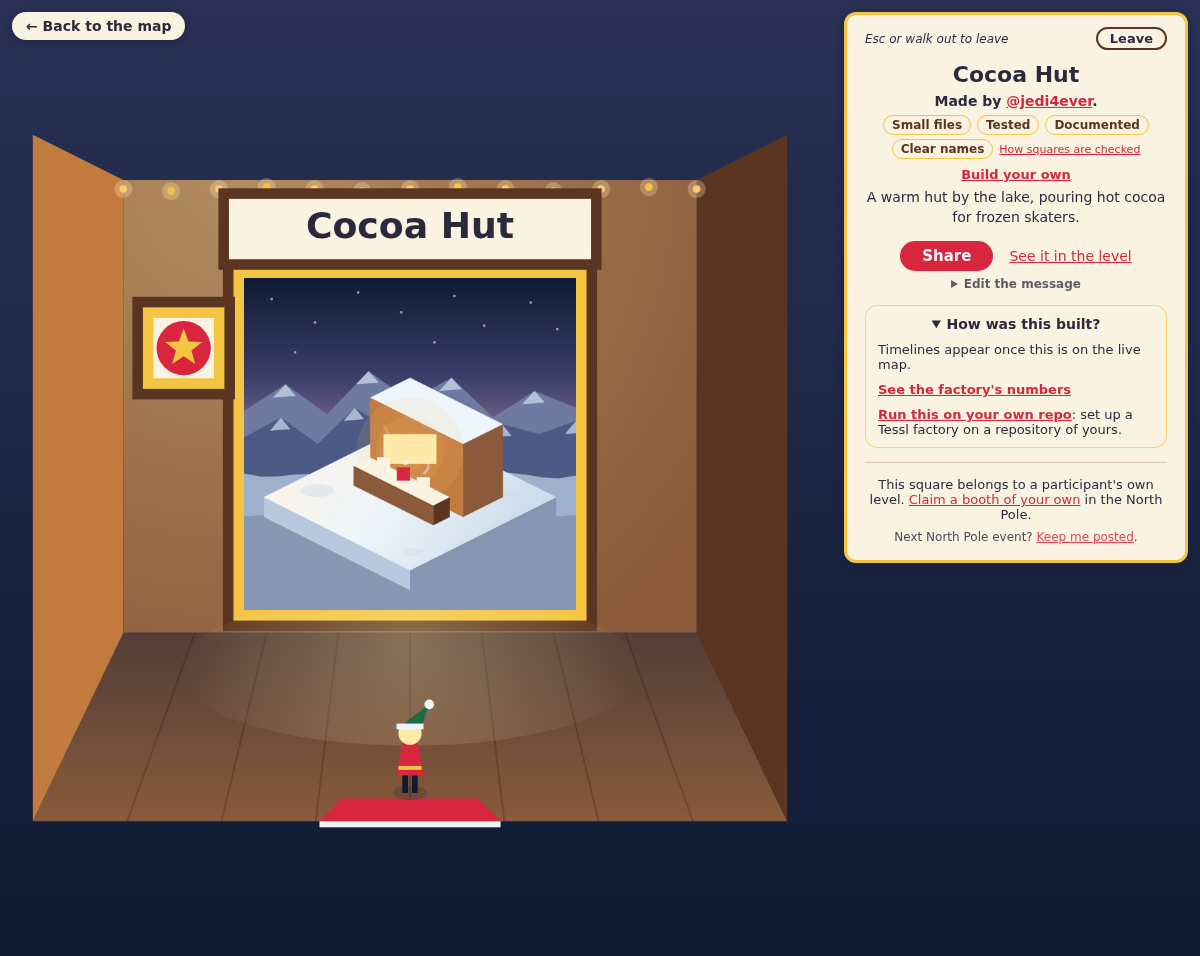 ← Back to the map
Cocoa Hut
Esc or walk out to leave
Leave
Cocoa Hut
Made by @jedi4ever.
Small files
Tested
Documented
Clear names
How squares are checked
Build your own
A warm hut by the lake, pouring hot cocoa
for frozen skaters.
Share
See it in the level
Edit the message
How was this built?
Timelines appear once this is on the live
map.
See the factory's numbers
Run this on your own repo: set up a
Tessl factory on a repository of yours.
This square belongs to a participant's own
level. Claim a booth of your own in the North
Pole.
Next North Pole event? Keep me posted.